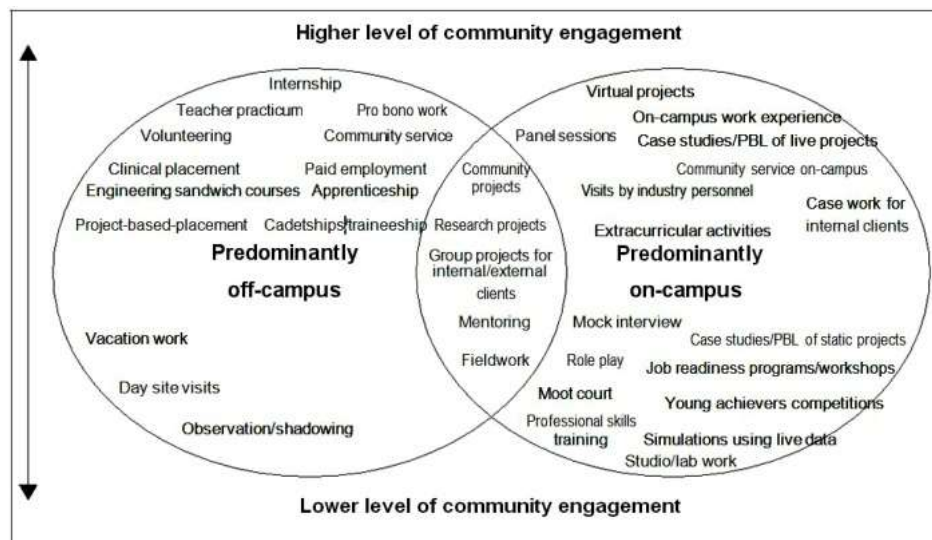 Higher level of community engagement
Internship
Teacher practicum
Pro bono work
Volunteering
Community service
Clinical placement
Paid employment
Engineering sandwich courses
Apprenticeship
Project-based-placement
Cadetships/traineeship
Predominantly
off-campus
Vacation work
Day site visits
Observation/shadowing
Community
projects
Research projects
Group projects for
internal/external
clients
Mentoring
Fieldwork
Virtual projects
On-campus work experience
Panel sessions
Case studies/PBL of live projects
Community service on-campus
Visits by industry personnel
Case work for
internal clients
Extracurricular activities
Predominantly
on-campus
Mock interview
Case studies/PBL of static projects
Role play
Job readiness programs/workshops
Moot court
Young achievers competitions
Professional skills
training
Simulations using live data
Studio/lab work
Lower level of community engagement